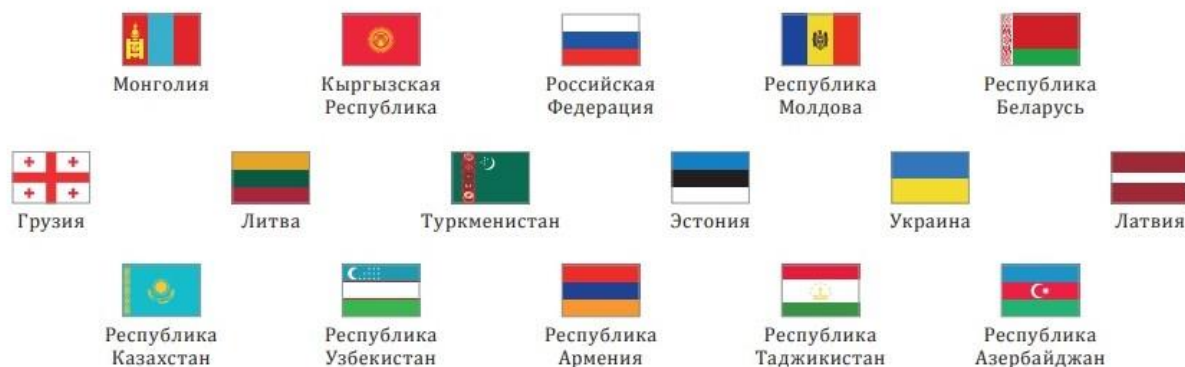 Монголия
Кыргызская
Республика
Российская
Федерация
Республика
Молдова
Республика
Беларусь
Грузия
Литва
Туркменистан
Эстония
Украина
Латвия
Республика
Казахстан
Республика
Узбекистан
Республика
Армения
Республика
Таджикистан
Республика
Азербайджан